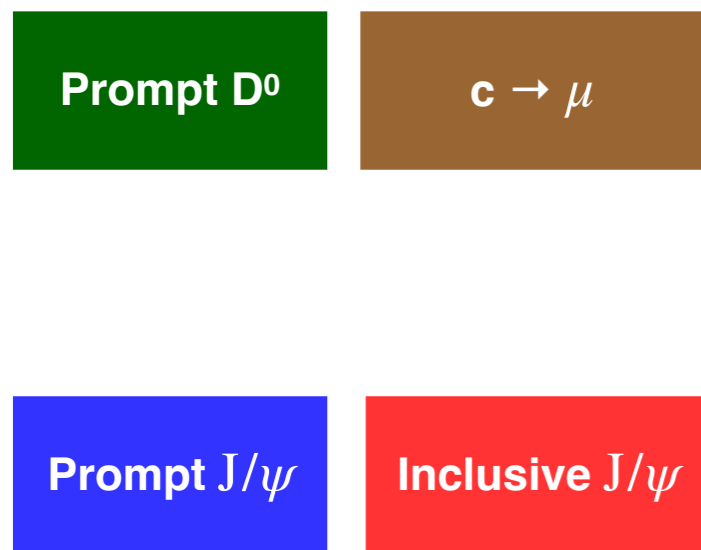 Prompt D⁰
c → μ
Prompt J/ψ
Inclusive J/ψ